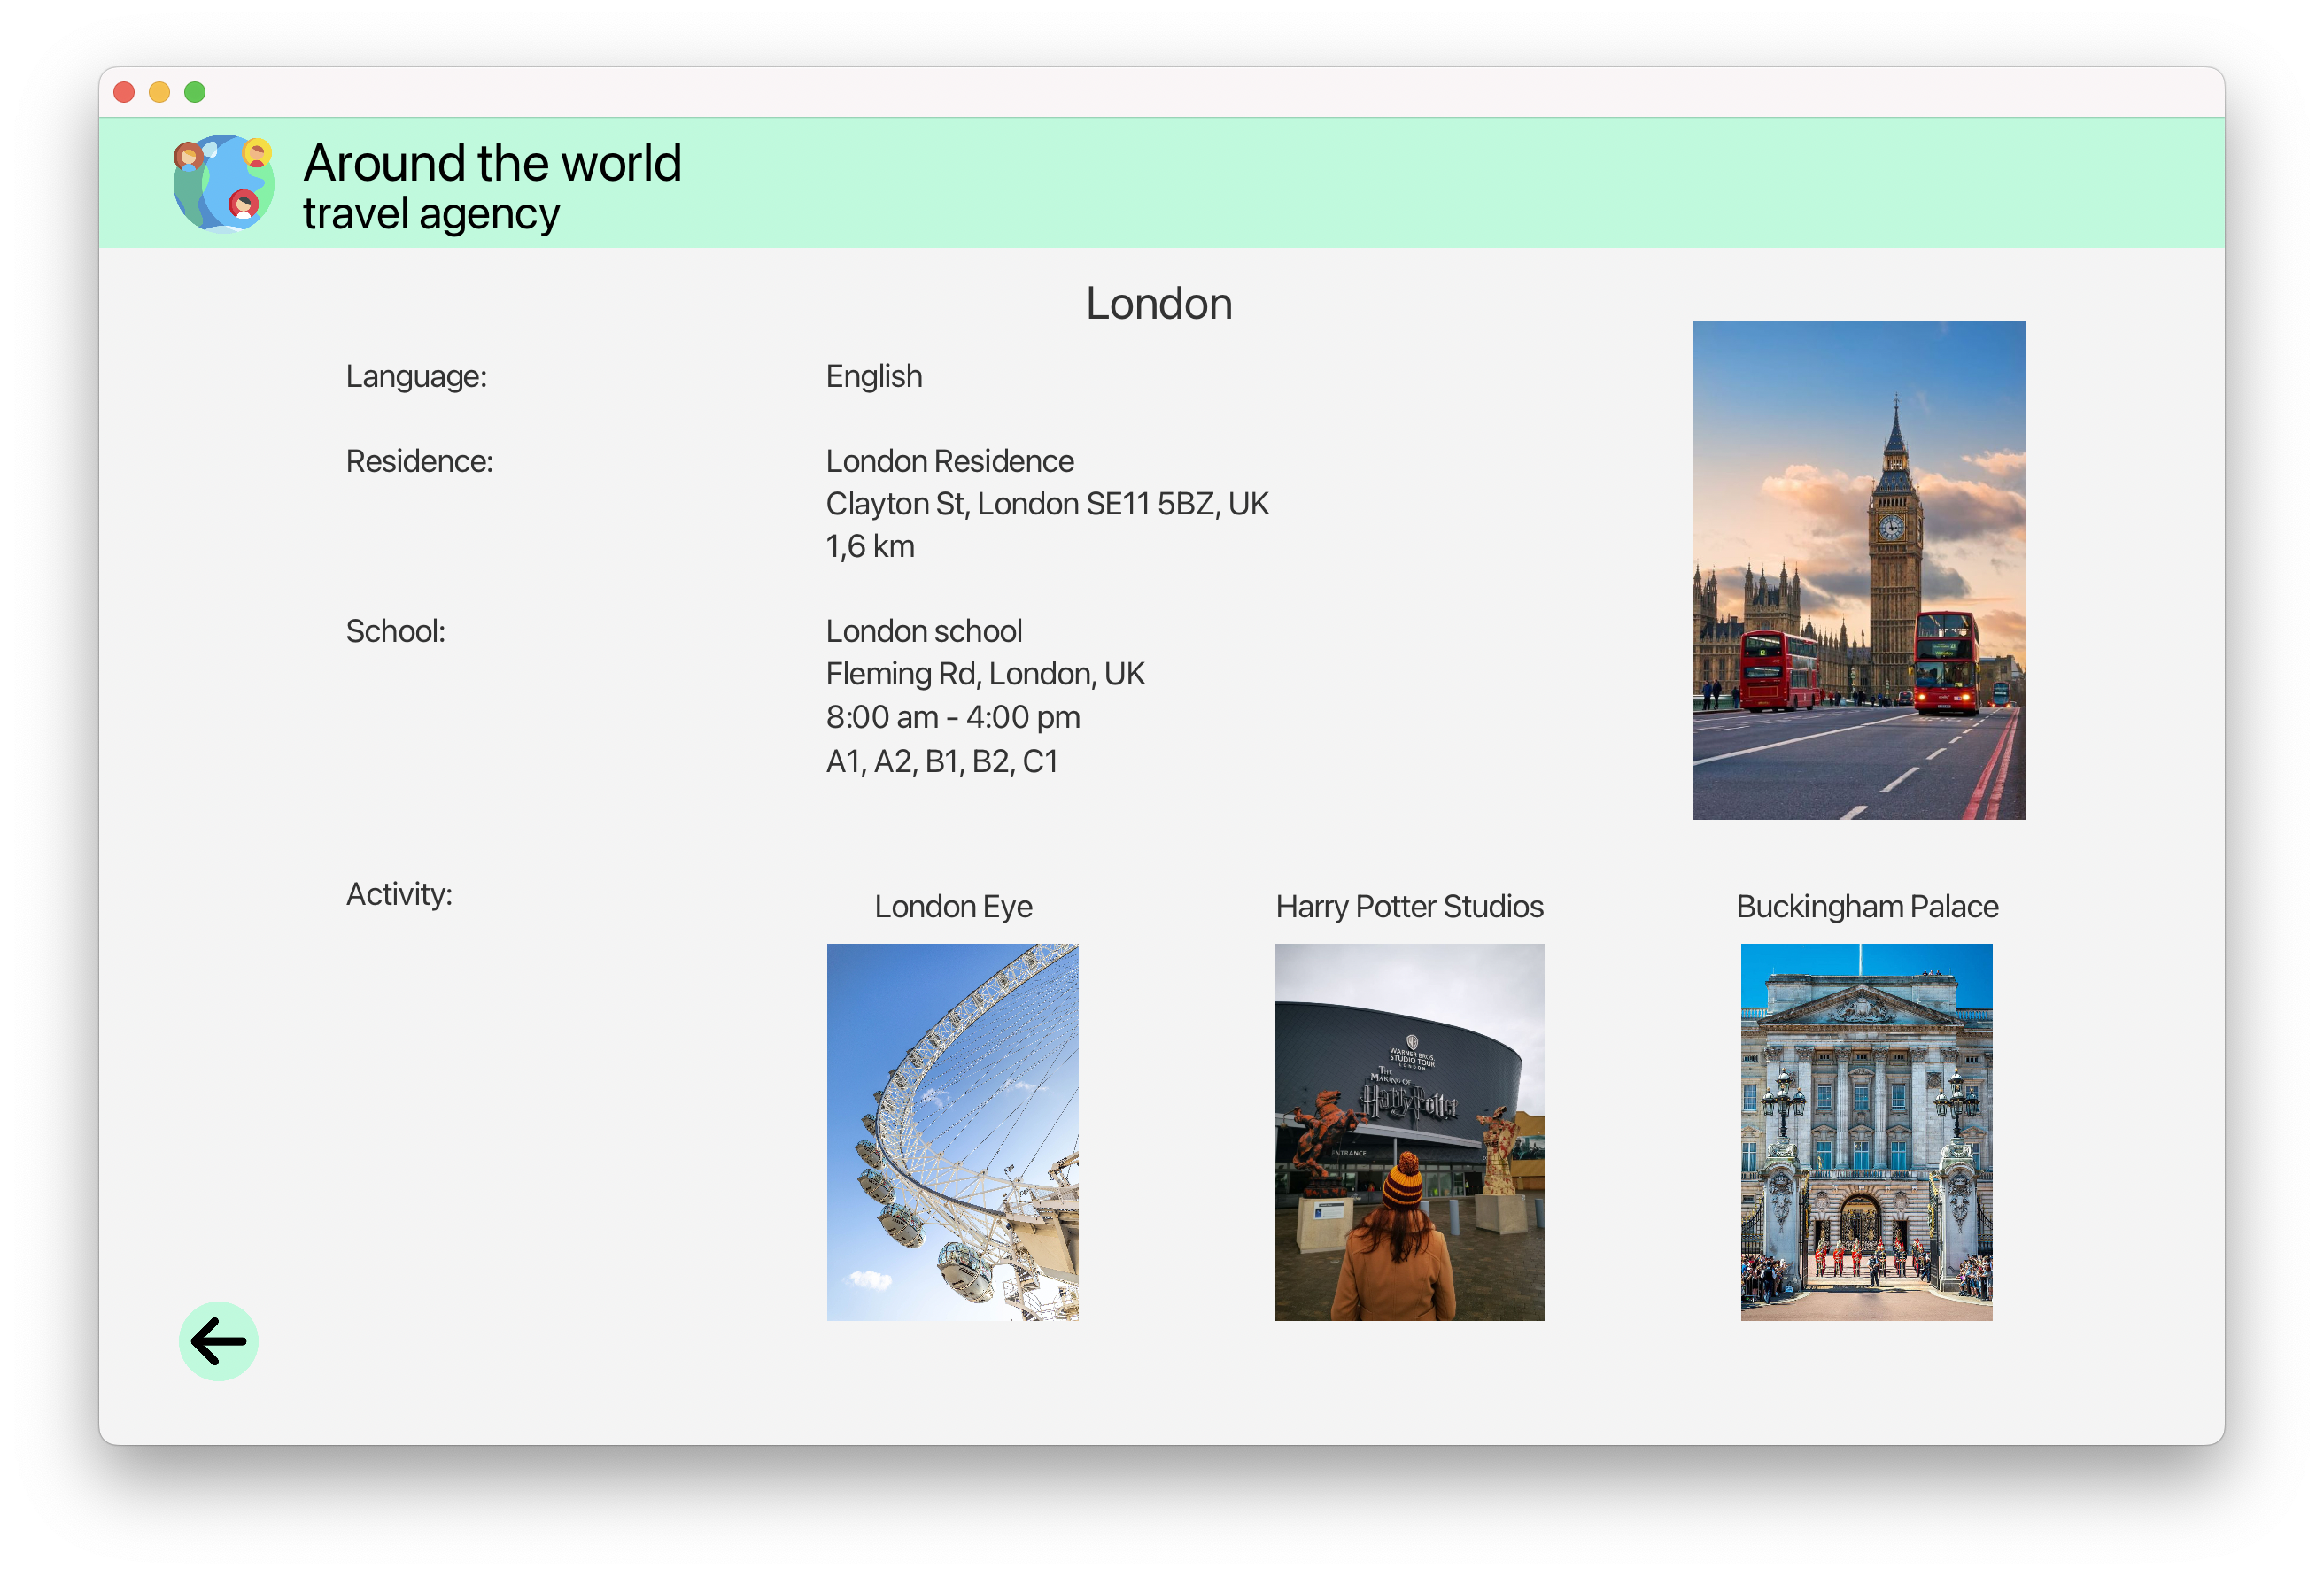 Around the world
travel agency
London
Language:
English
Residence:
London Residence
Clayton St, London SE11 5BZ, UK
1,6 km
School:
London school
Fleming Rd, London, UK
8:00 am - 4:00 pm
A1, A2, B1, B2, C1
Activity:
London Eye
Harry Potter Studios
Buckingham Palace
WARNER BROS.
STUDIO TOUR
LONDON
THE
MAKING OF
Harry Potter
ENTRANCE